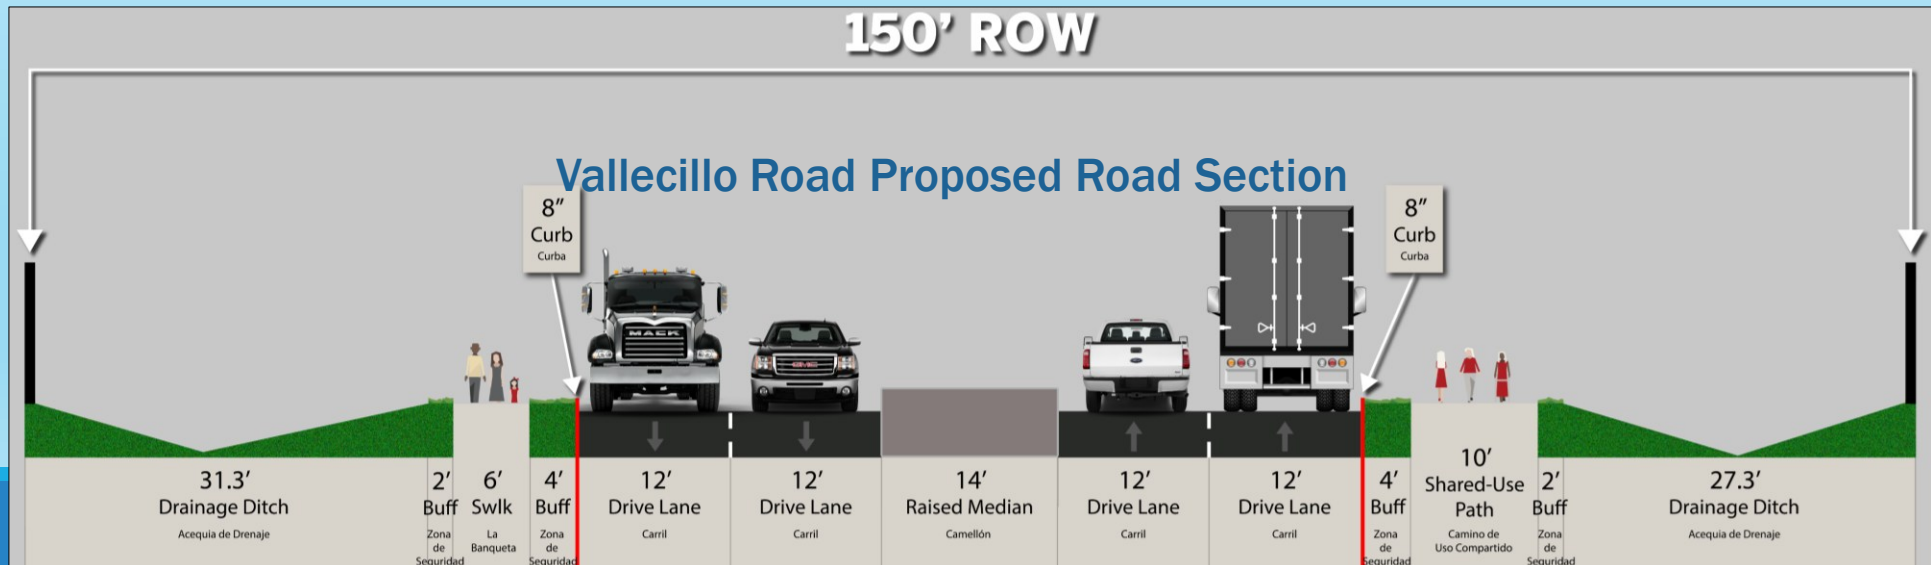 150’ ROW
Vallecillo Road Proposed Road Section
8”
Curb
Curba
8”
Curb
Curba
MACK
GMC
31.3’
Drainage Ditch
Acequia de Drenaje
2’
Buff
Zona
de
Seguridad
6’
Swlk
La
Banqueta
4’
Buff
Zona
de
Seguridad
12’
Drive Lane
Carril
12’
Drive Lane
Carril
14’
Raised Median
Camellón
12’
Drive Lane
Carril
12’
Drive Lane
Carril
4’
Buff
Zona
de
Seguridad
10’
Shared-Use
Path
Camino de
Uso Compartido
2’
Buff
Zona
de
Seguridad
27.3’
Drainage Ditch
Acequia de Drenaje